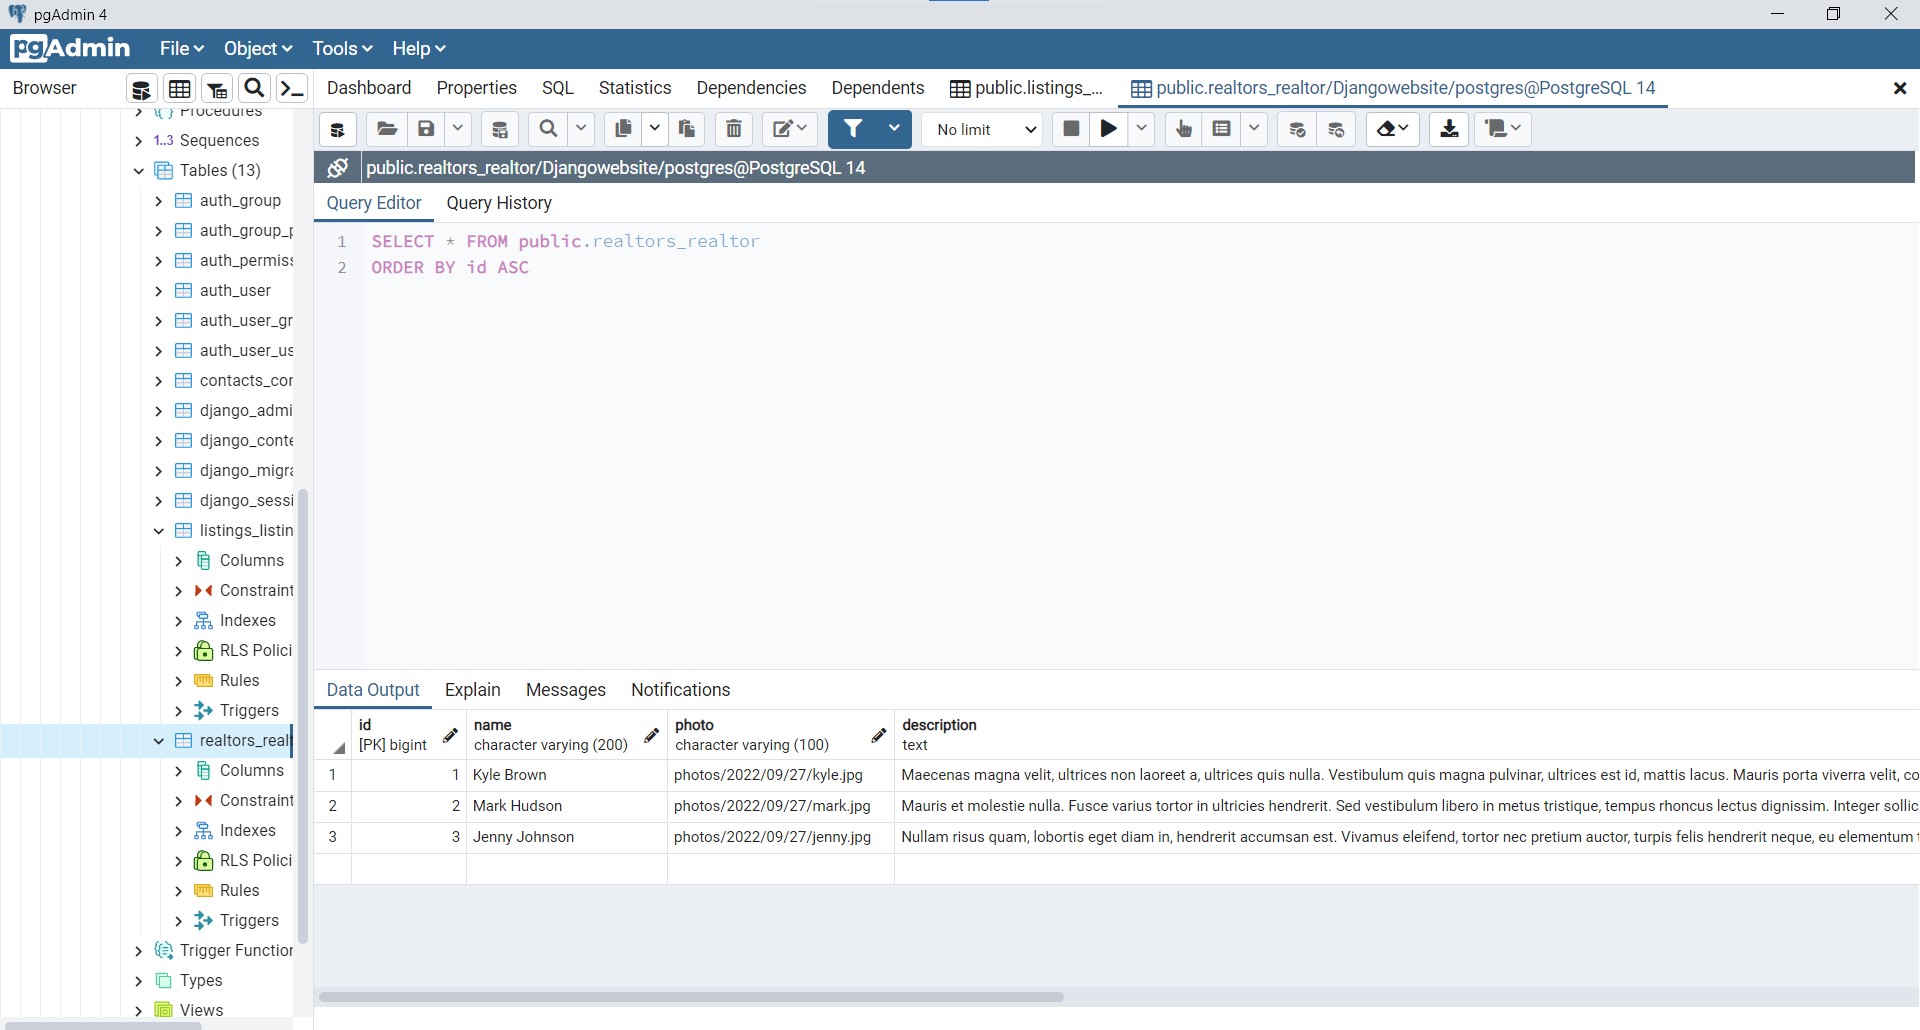 pgAdmin 4
pgAdmin File Object Tools Help
Browser
Dashboard Properties SQL Statistics Dependencies Dependents public.listings_... public.realtors_realtor/Djangowebsite/postgres@PostgreSQL 14
No limit
public.realtors_realtor/Djangowebsite/postgres@PostgreSQL 14
Query Editor Query History
1 SELECT * FROM public.realtors_realtor
2 ORDER BY id ASC
Procedures
1..3 Sequences
Tables (13)
auth_group
auth_group_p
auth_permiss
auth_user
auth_user_gr
auth_user_us
contacts_cor
django_admi
django_conte
django_migra
django_sessi
listings_listin
Columns
Constraint
Indexes
RLS Polici
Rules
Triggers
realtors_realt
Columns
Constraint
Indexes
RLS Polici
Rules
Triggers
Trigger Function
Types
Views
Data Output Explain Messages Notifications
id name photo description
[PK] bigint character varying (200) character varying (100) text
1 1 Kyle Brown photos/2022/09/27/kyle.jpg Maecenas magna velit, ultrices non laoreet a, ultrices quis nulla. Vestibulum quis magna pulvinar, ultrices est id, mattis lacus. Mauris porta viverra velit, co
2 2 Mark Hudson photos/2022/09/27/mark.jpg Mauris et molestie nulla. Fusce varius tortor in ultricies hendrerit. Sed vestibulum libero in metus tristique, tempus rhoncus lectus dignissim. Integer sollic
3 3 Jenny Johnson photos/2022/09/27/jenny.jpg Nullam risus quam, lobortis eget diam in, hendrerit accumsan est. Vivamus eleifend, tortor nec pretium auctor, turpis felis hendrerit neque, eu elementum